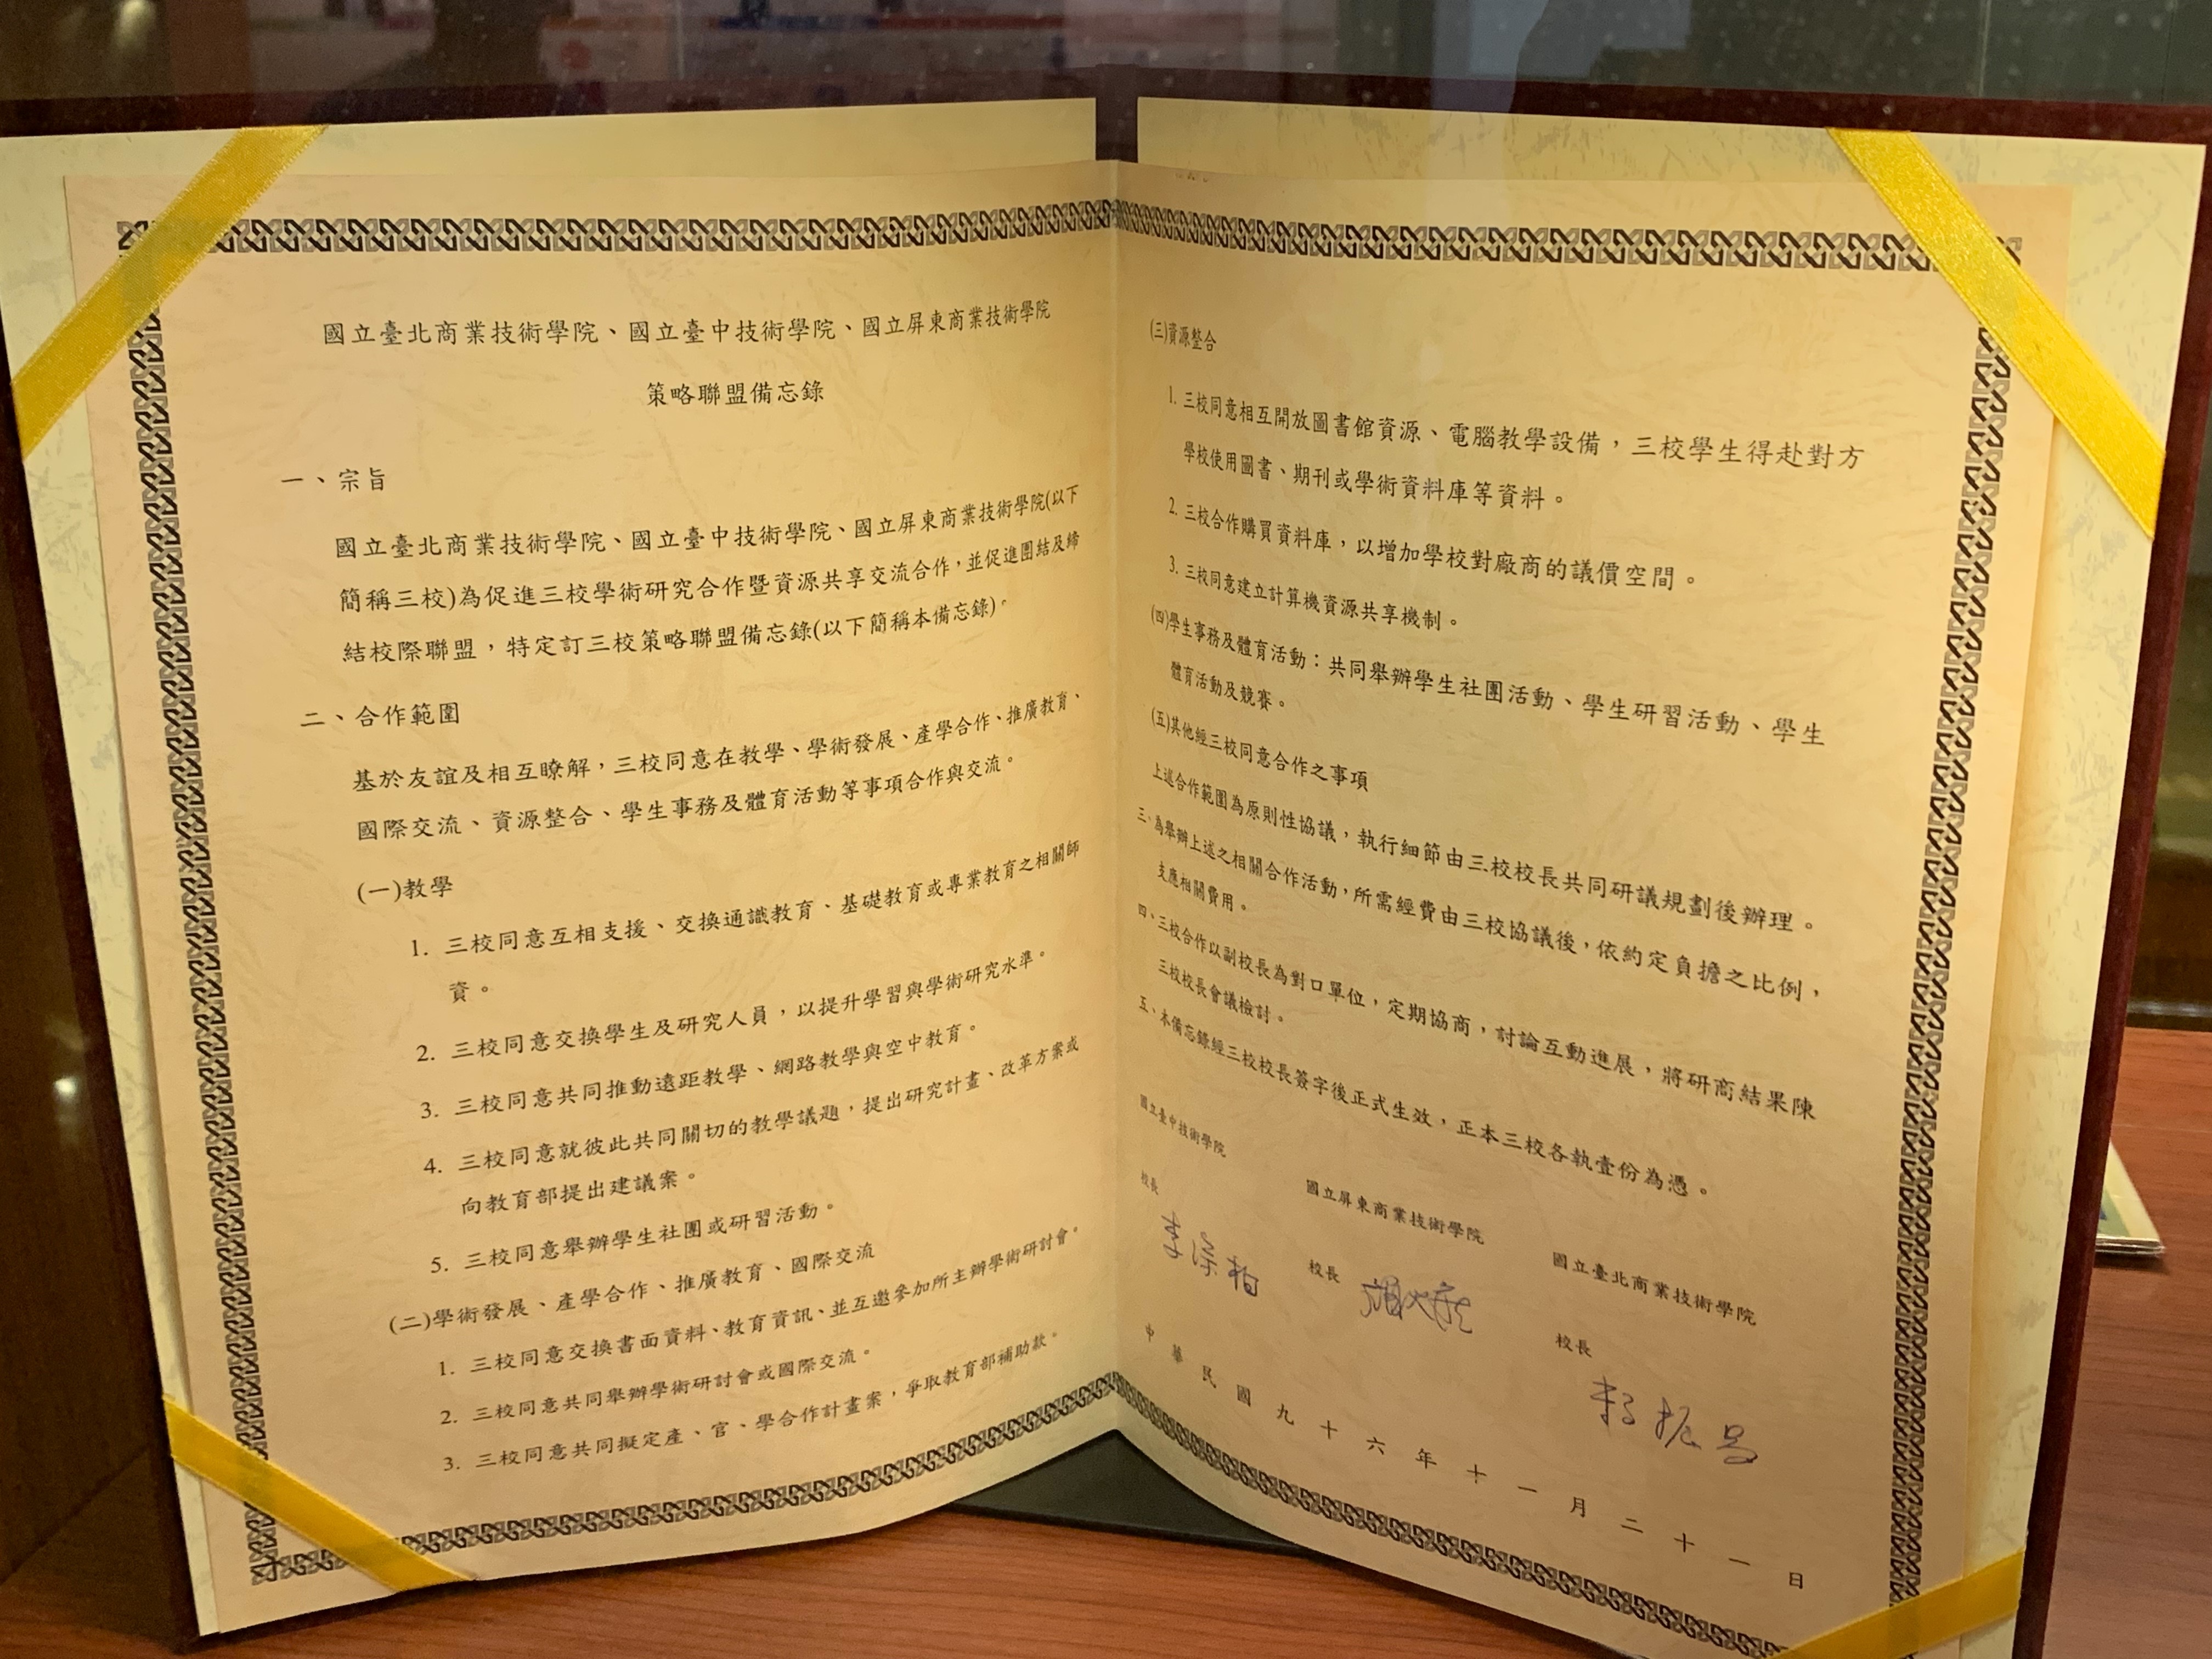 國立臺北商業技術學院、國立臺中技術學院、國立屏東商業技術學院
策略聯盟備忘錄
一、宗旨
國立臺北商業技術學院、國立臺中技術學院、國立屏東商業技術學院(以下
簡稱三校)為促進三校學術研究合作暨資源共享交流合作，並促進團結及締
結校際聯盟，特定訂三校策略聯盟備忘錄(以下簡稱本備忘錄)。
二、合作範圍
基於友誼及相互瞭解，三校同意在教學、學術發展、產學合作、推廣教育、
國際交流、資源整合、學生事務及體育活動等事項合作與交流。
(一)教學
1. 三校同意互相支援、交換通識教育、基礎教育或專業教育之相關師
資。
2. 三校同意交換學生及研究人員，以提升學習與學術研究水準。
3. 三校同意共同推動遠距教學、網路教學與空中教育。
4. 三校同意就彼此共同關切的教學議題，提出研究計畫、改革方案或
向教育部提出建議案。
5. 三校同意舉辦學生社團或研習活動。
(二)學術發展、產學合作、推廣教育、國際交流
1. 三校同意交換書面資料、教育資訊、並互邀參加所主辦學術研討會。
2. 三校同意共同舉辦學術研討會或國際交流。
3. 三校同意共同擬定產、官、學合作計畫案，爭取教育部補助款。
(三)資源整合
1. 三校同意相互開放圖書館資源、電腦教學設備，三校學生得赴對方
學校使用圖書、期刊或學術資料庫等資料。
2. 三校合作購買資料庫，以增加學校對廠商的議價空間。
3. 三校同意建立計算機資源共享機制。
(四)學生事務及體育活動：共同舉辦學生社團活動、學生研習活動、學生
體育活動及競賽。
(五)其他經三校同意合作之事項
上述合作範圍為原則性協議，執行細節由三校校長共同研議規劃後辦理。
三、為舉辦上述之相關合作活動，所需經費由三校協議後，依約定負擔之比例，
支應相關費用。
四、三校合作以副校長為對口單位，定期協商，討論互動進展，將研商結果陳
三校校長會議檢討。
五、本備忘錄經三校校長簽字後正式生效，正本三校各執壹份為憑。
國立臺中技術學院
校長 李淙柏
國立屏東商業技術學院
校長
國立臺北商業技術學院
校長
中華民國九十六年十一月二十一日